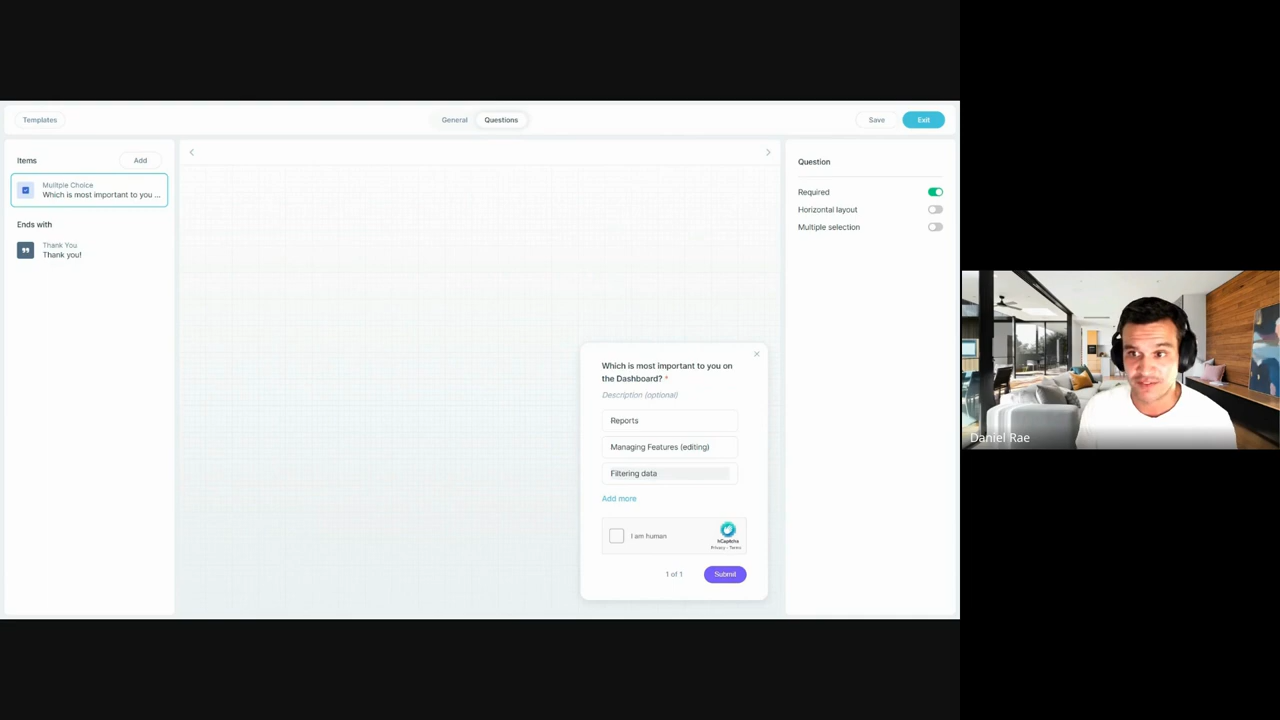 Templates
General
Questions
Save
Exit
Items
Add
Mulitple Choice
Which is most important to you ...
Ends with
Thank You
Thank you!
Question
Required
Horizontal layout
Multiple selection
Which is most important to you on
the Dashboard? *
Description (optional)
Reports
Managing Features (editing)
Filtering data
Add more
I am human
hCaptcha
Privacy - Terms
1 of 1
Submit
Daniel Rae